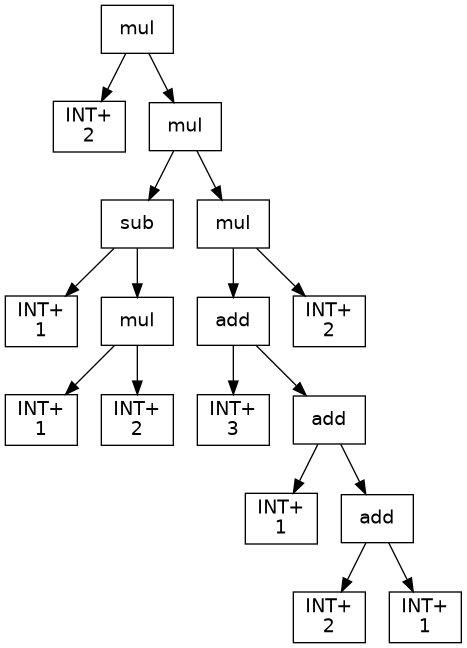 mul
INT+
2
mul
sub
mul
INT+
1
mul
add
INT+
2
INT+
1
INT+
2
INT+
3
add
INT+
1
add
INT+
2
INT+
1